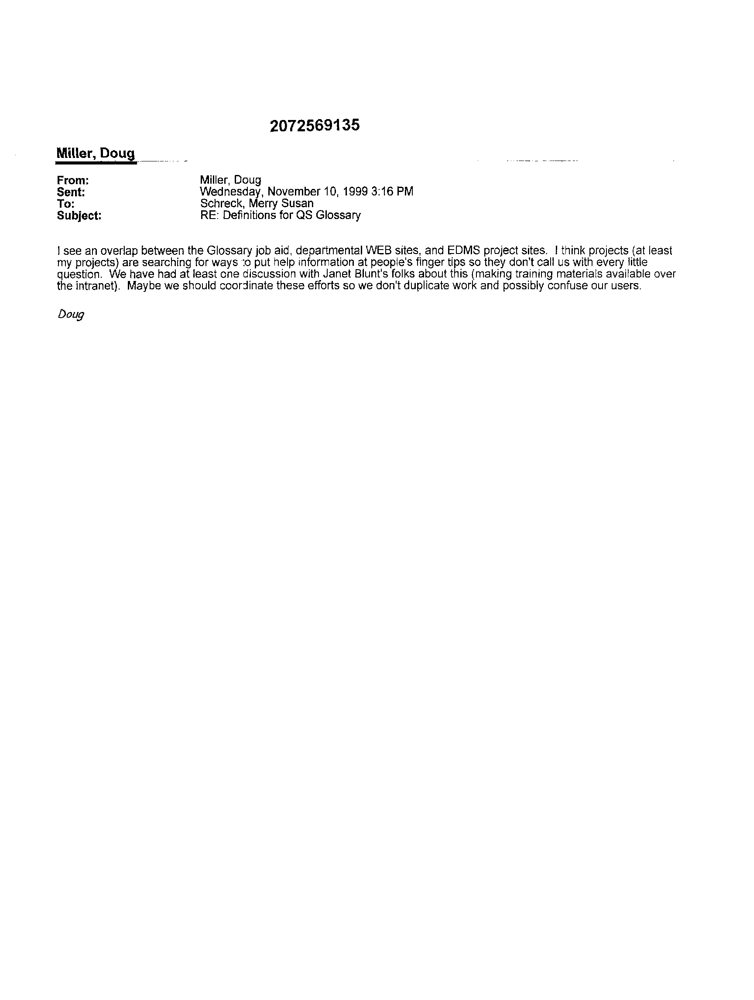 2072569135
Miller, Doug
From: Miller, Doug
Sent: Wednesday, November 10, 1999 3:16 PM
To: Schreck, Merry Susan
Subject: RE: Definitions for QS Glossary
I see an overlap between the Glossary job aid, departmental WEB sites, and EDMS project sites. I think projects (at least
my projects) are searching for ways to put help information at people's finger tips so they don't call us with every little
question. We have had at least one discussion with Janet Blunt's folks about this (making training materials available over
the intranet). Maybe we should coordinate these efforts so we don't duplicate work and possibly confuse our users.
Doug